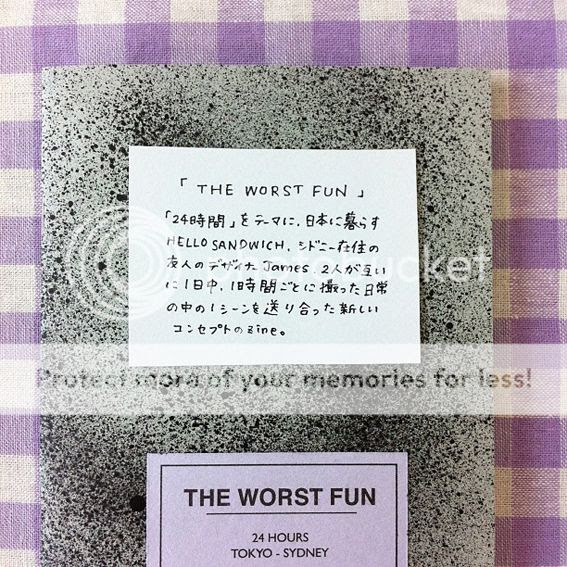 「 THE WORST FUN 」
「24時間」をテーマに、日本に暮らす
HELLO SANDWICH、シドニー在住の
友人のデザイナー James 2人が互い
に1日中、1時間ごとに撮った日常
の中の1シーンを送り合った新しい
コンセプトのzine。
photobucket
Protect more of your memories for less!
THE WORST FUN
24 HOURS
TOKYO - SYDNEY